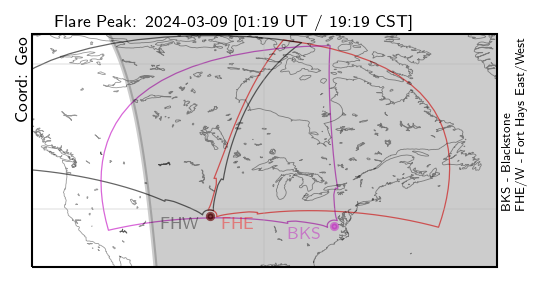 Flare Peak: 2024-03-09 [01:19 UT / 19:19 CST]
Coord: Geo
FHW
FHE
BKS
BKS - Blackstone
FHE/W - Fort Hays East/West